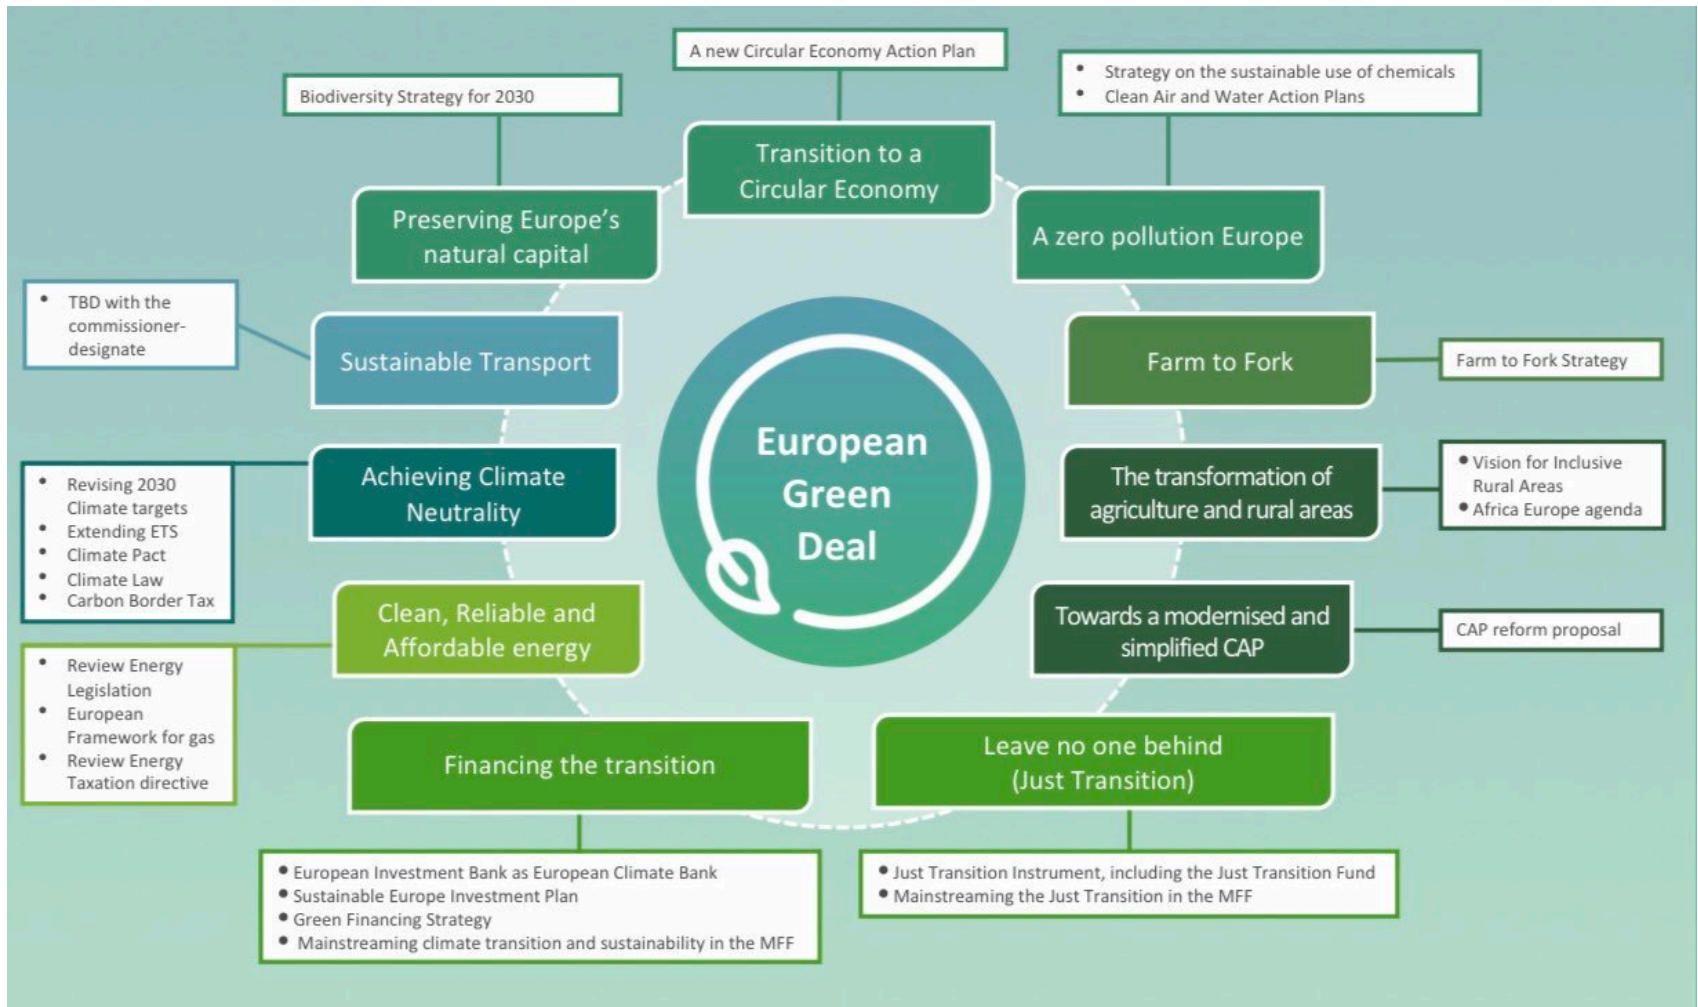 A new Circular Economy Action Plan
Biodiversity Strategy for 2030
• Strategy on the sustainable use of chemicals
• Clean Air and Water Action Plans
Transition to a
Circular Economy
Preserving Europe's
natural capital
A zero pollution Europe
• TBD with the
commissioner-
designate
Sustainable Transport
Farm to Fork
Farm to Fork Strategy
European
Green
Deal
• Revising 2030
Climate targets
• Extending ETS
• Climate Pact
• Climate Law
• Carbon Border Tax
Achieving Climate
Neutrality
The transformation of
agriculture and rural areas
• Vision for Inclusive
Rural Areas
• Africa Europe agenda
Clean, Reliable and
Affordable energy
Towards a modernised and
simplified CAP
CAP reform proposal
• Review Energy
Legislation
• European
Framework for gas
• Review Energy
Taxation directive
Financing the transition
Leave no one behind
(Just Transition)
• European Investment Bank as European Climate Bank
• Sustainable Europe Investment Plan
• Green Financing Strategy
• Mainstreaming climate transition and sustainability in the MFF
• Just Transition Instrument, including the Just Transition Fund
• Mainstreaming the Just Transition in the MFF